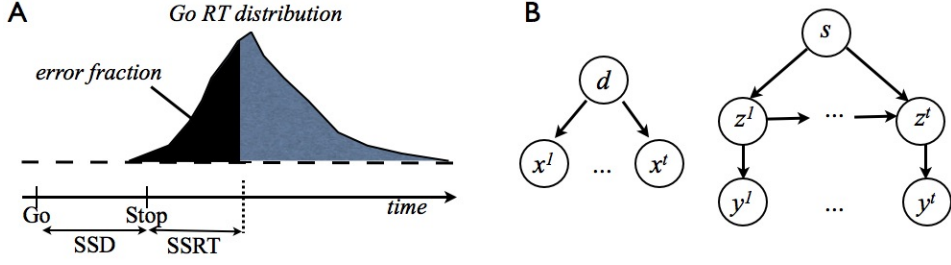 A
Go RT distribution
error fraction
Go
Stop
time
SSD
SSRT
B
d
x¹
...
xᵗ
s
z¹
...
zᵗ
y¹
...
yᵗ